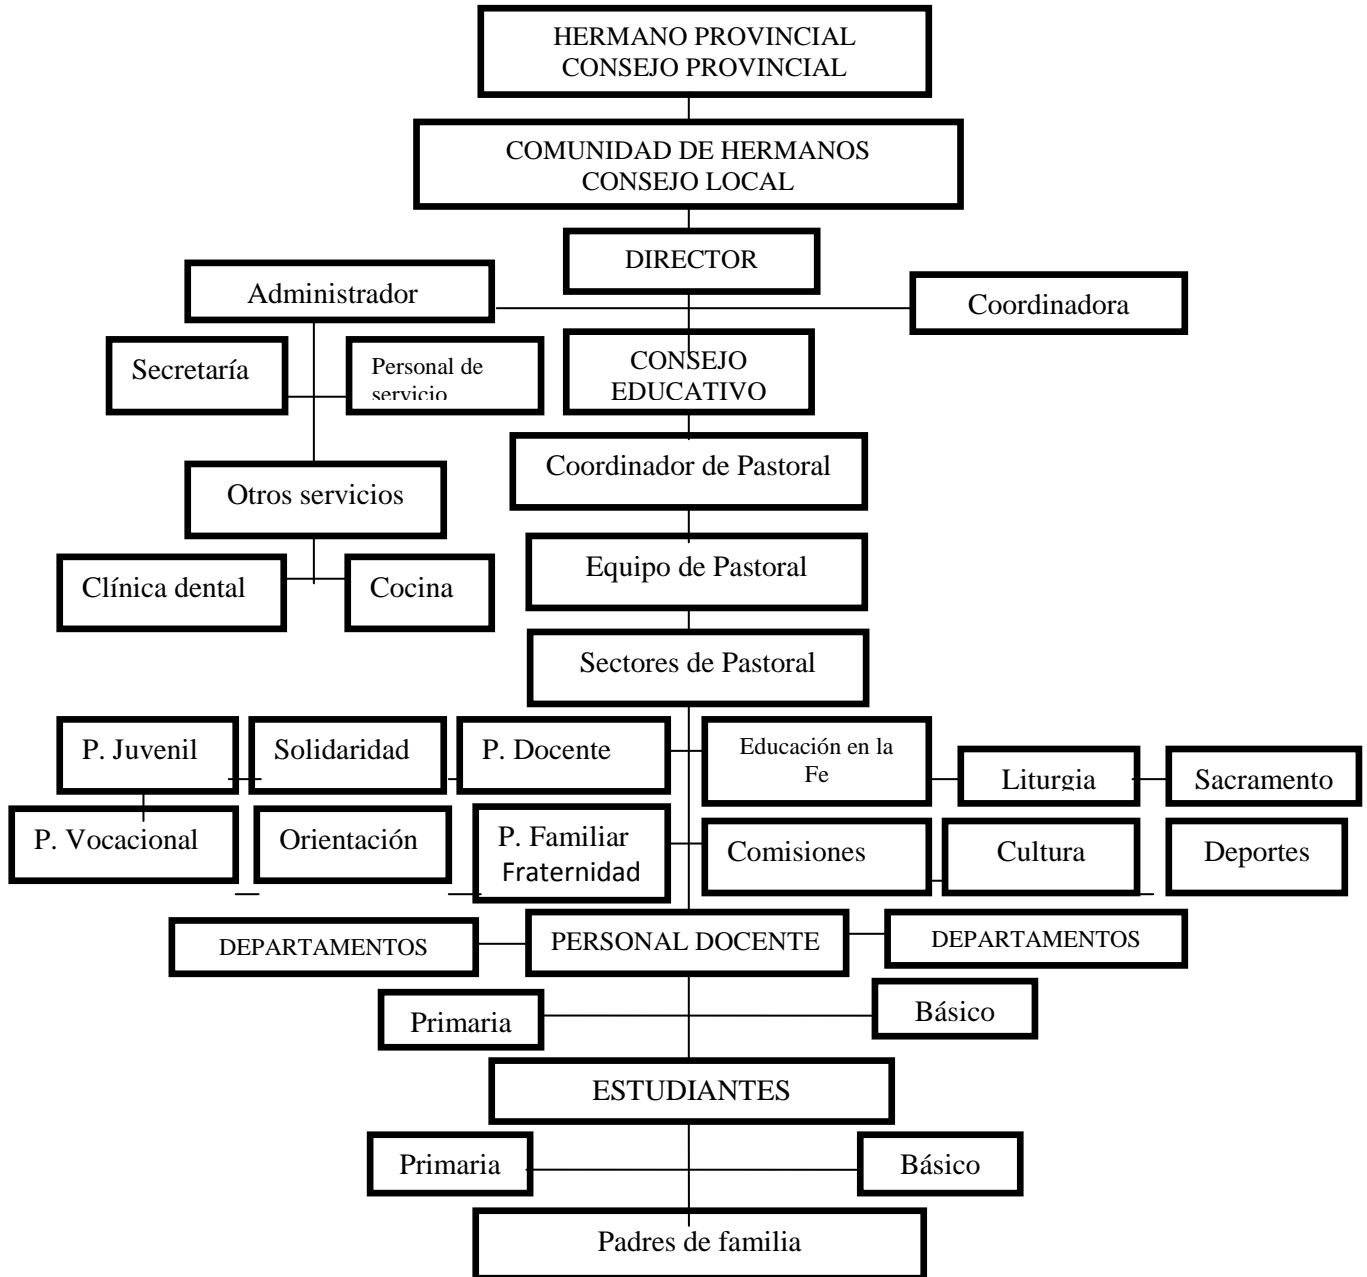 HERMANO PROVINCIAL
CONSEJO PROVINCIAL
COMUNIDAD DE HERMANOS
CONSEJO LOCAL
DIRECTOR
Administrador
Coordinadora
Secretaría
Personal de
servicio
CONSEJO
EDUCATIVO
Coordinador de Pastoral
Otros servicios
Equipo de Pastoral
Clínica dental
Cocina
Sectores de Pastoral
P. Juvenil
Solidaridad
P. Docente
Educación en la
Fe
Liturgia
Sacramento
P. Vocacional
Orientación
P. Familiar
Fraternidad
Comisiones
Cultura
Deportes
DEPARTAMENTOS
PERSONAL DOCENTE
DEPARTAMENTOS
Primaria
Básico
ESTUDIANTES
Primaria
Básico
Padres de familia